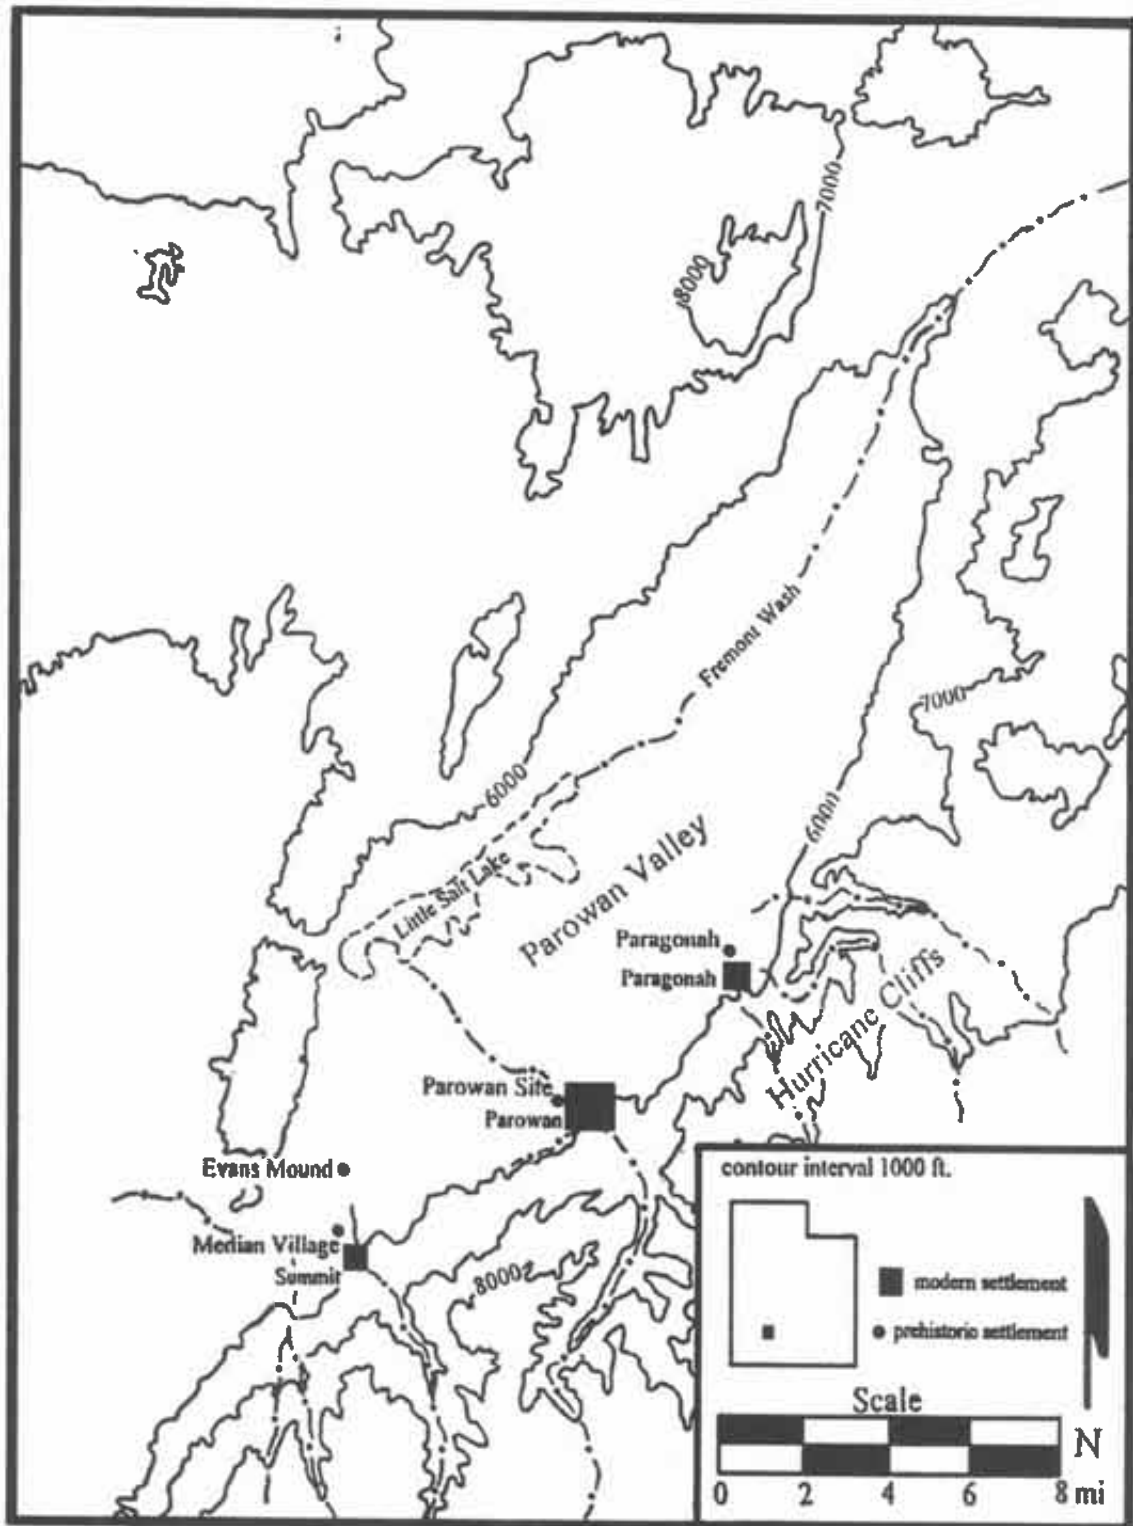 7000
8000
Fremont Wash
7000
6000
6000
Little Salt Lake
Parowan Valley
Paragonah
Paragonah
Hurricane Cliffs
Parowan Site
Parowan
Evans Mound
Median Village
Summit
8000
contour interval 1000 ft.
modern settlement
prehistoric settlement
Scale
N
0 2 4 6 8 mi